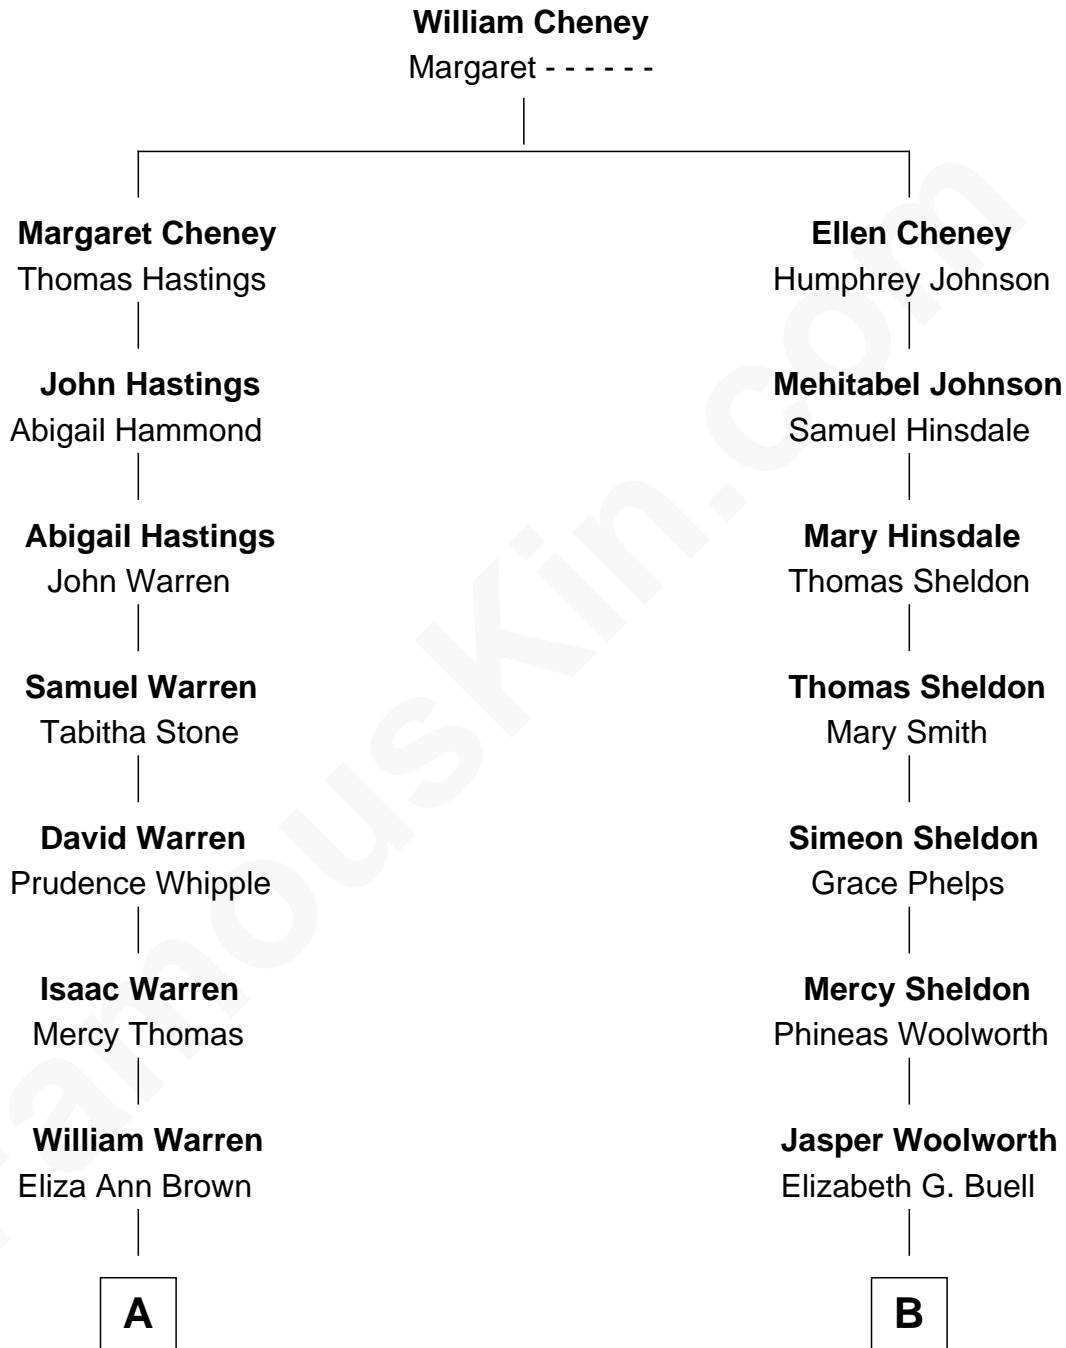 William Cheney
Margaret - - - - - -
Margaret Cheney
Thomas Hastings
Ellen Cheney
Humphrey Johnson
John Hastings
Abigail Hammond
Mehitabel Johnson
Samuel Hinsdale
Abigail Hastings
John Warren
Mary Hinsdale
Thomas Sheldon
Samuel Warren
Tabitha Stone
Thomas Sheldon
Mary Smith
David Warren
Prudence Whipple
Simeon Sheldon
Grace Phelps
Isaac Warren
Mercy Thomas
Mercy Sheldon
Phineas Woolworth
William Warren
Eliza Ann Brown
Jasper Woolworth
Elizabeth G. Buell
A
B
FamousKin.com